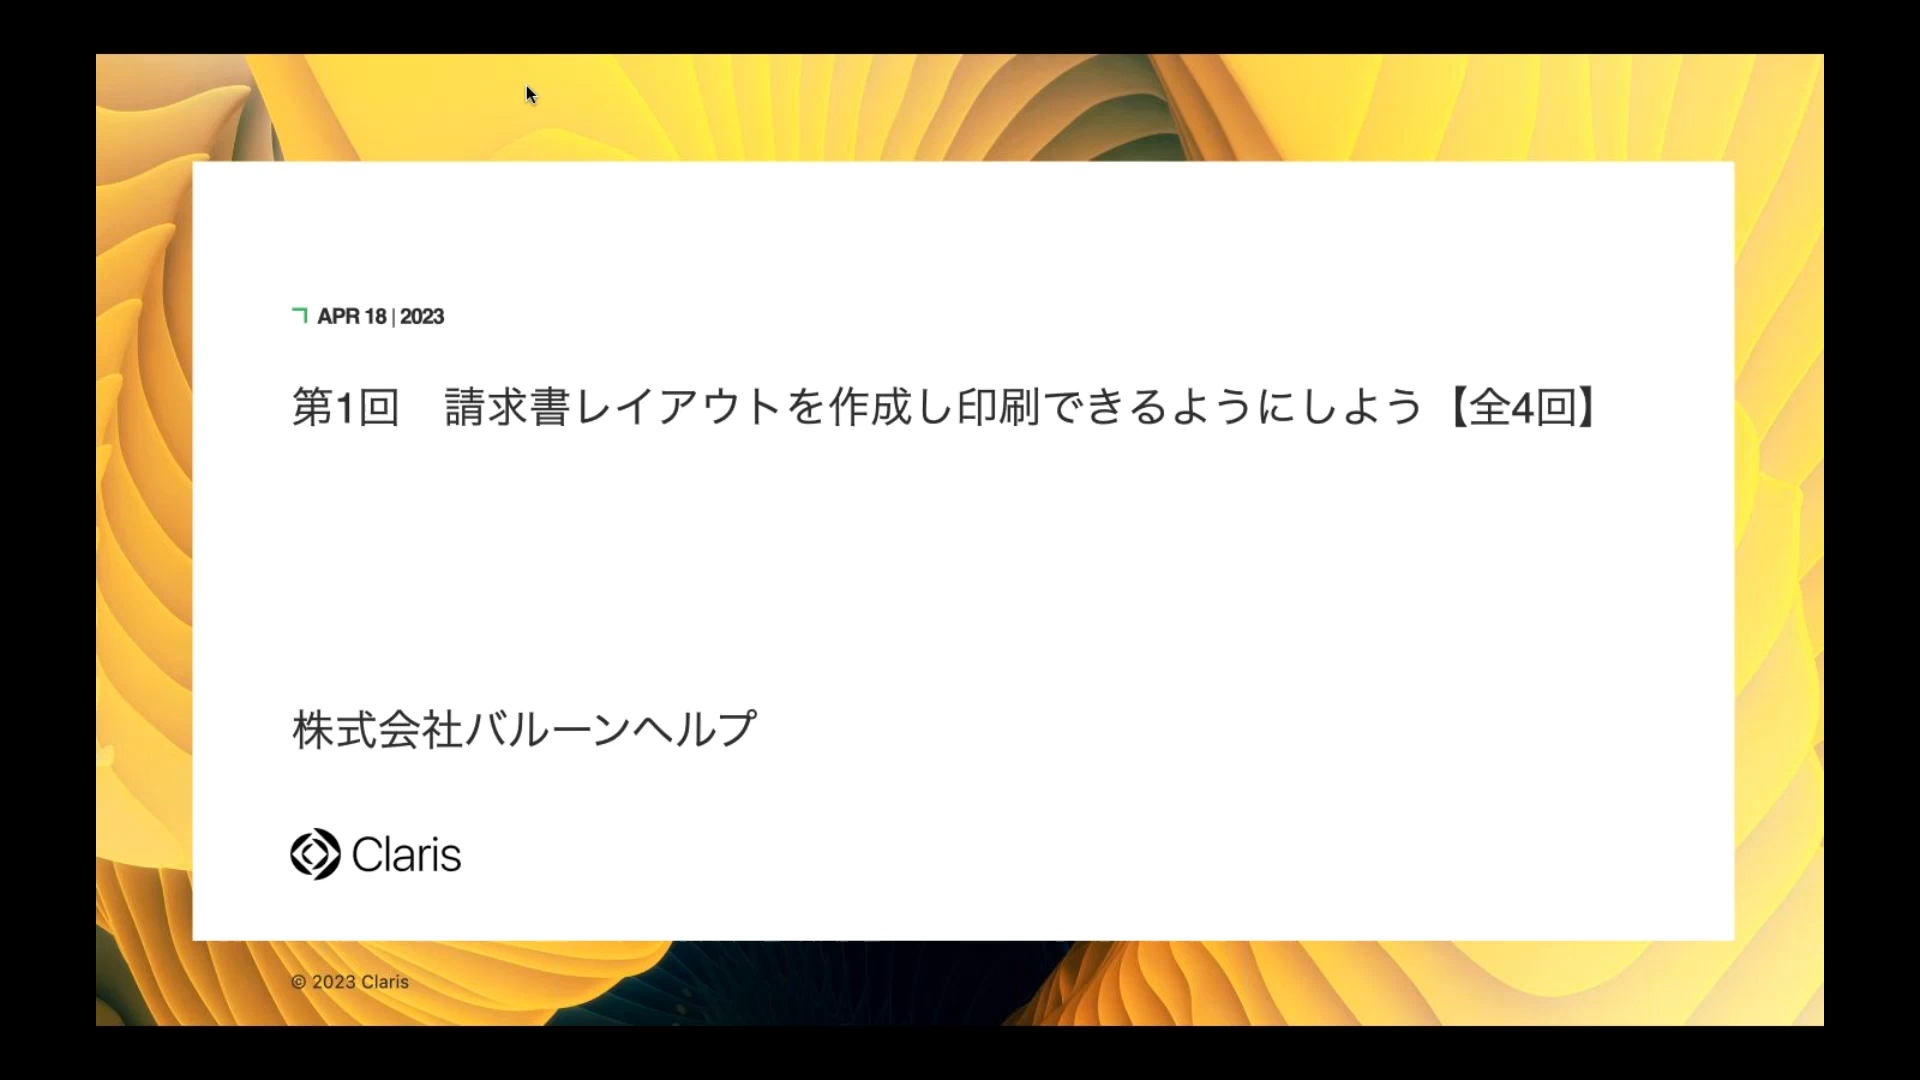 APR 18 | 2023
第1回　請求書レイアウトを作成し印刷できるようにしよう【全4回】
株式会社バルーンヘルプ
Claris
© 2023 Claris